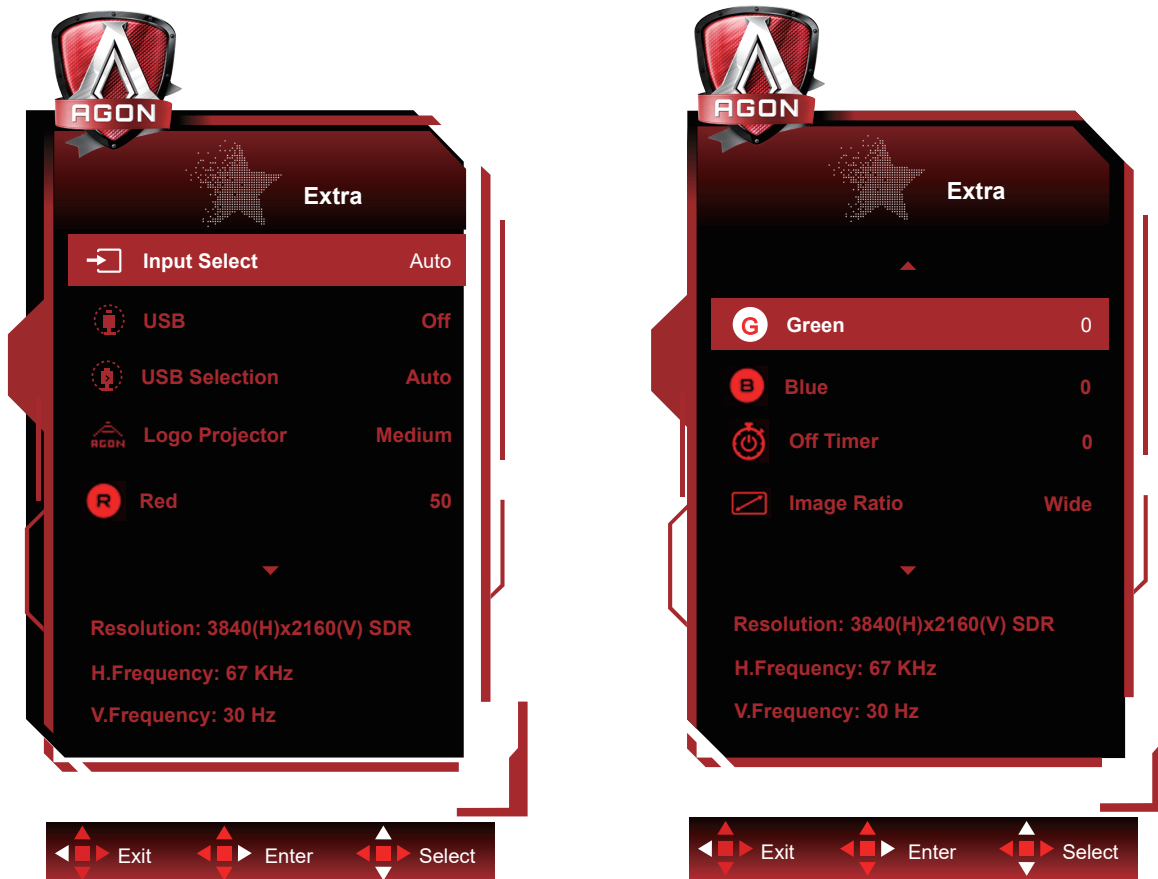 AGON
Extra
Input Select Auto
USB Off
USB Selection Auto
AGON Logo Projector Medium
R Red 50
Resolution: 3840(H)x2160(V) SDR
H.Frequency: 67 KHz
V.Frequency: 30 Hz
Exit Enter Select
AGON
Extra
G Green 0
B Blue 0
Off Timer 0
Image Ratio Wide
Resolution: 3840(H)x2160(V) SDR
H.Frequency: 67 KHz
V.Frequency: 30 Hz
Exit Enter Select